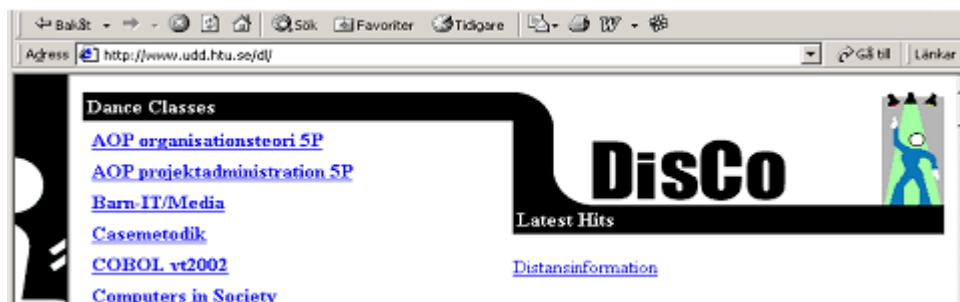 Bakåt Sök Favoriter Tidigare
Adress http://www.udd.htu.se/dl/ Gå till Länkar
Dance Classes
AOP organisationsteori 5P
AOP projektadministration 5P
Barn-IT/Media
Casemetodik
COBOL vt2002
Computers in Society
DisCo
Latest Hits
Distansinformation